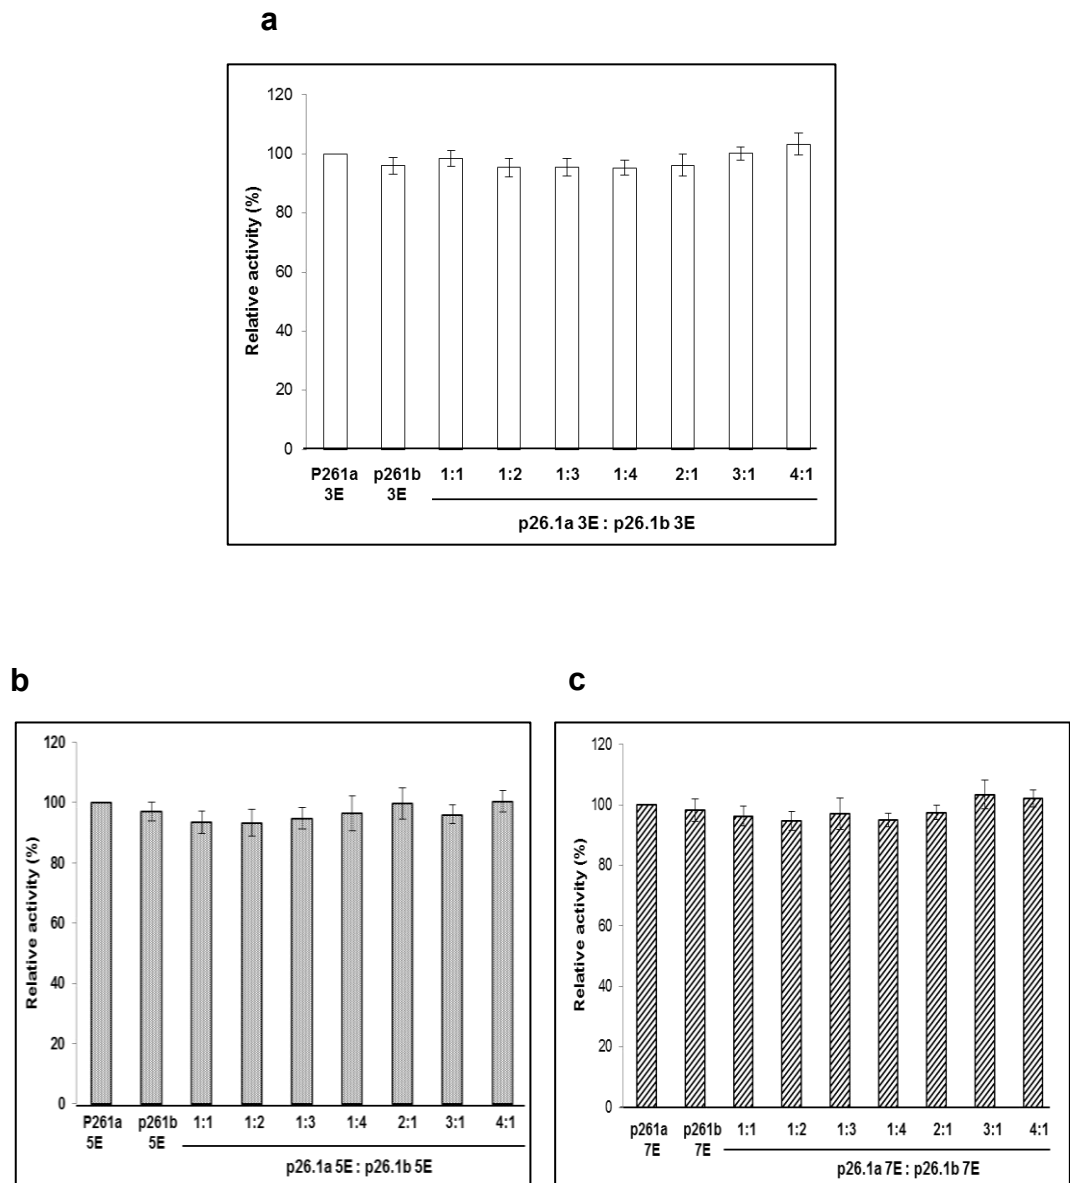 a
120
100
80
60
40
20
0
Relative activity (%)
P261a p261b 1:1 1:2 1:3 1:4 2:1 3:1 4:1
3E 3E
p26.1a 3E : p26.1b 3E
b
120
100
80
60
40
20
0
Relative activity (%)
P261a p261b 1:1 1:2 1:3 1:4 2:1 3:1 4:1
5E 5E
p26.1a 5E : p26.1b 5E
c
120
100
80
60
40
20
0
Relative activity (%)
p261a p261b 1:1 1:2 1:3 1:4 2:1 3:1 4:1
7E 7E
p26.1a 7E : p26.1b 7E